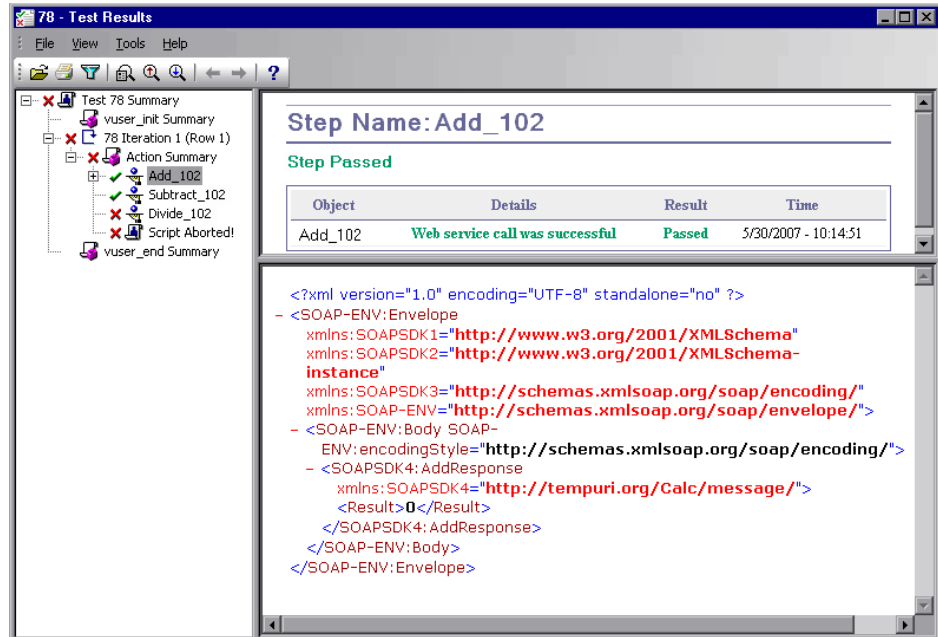 78 - Test Results
File View Tools Help
?
Test 78 Summary
vuser_init Summary
78 Iteration 1 (Row 1)
Action Summary
Add_102
Subtract_102
Divide_102
Script Aborted!
vuser_end Summary
Step Name: Add_102
Step Passed
Object Details Result Time
Add_102 Web service call was successful Passed 5/30/2007 - 10:14:51
<?xml version="1.0" encoding="UTF-8" standalone="no" ?>
- <SOAP-ENV:Envelope
xmlns:SOAPSDK1="http://www.w3.org/2001/XMLSchema"
xmlns:SOAPSDK2="http://www.w3.org/2001/XMLSchema-
instance"
xmlns:SOAPSDK3="http://schemas.xmlsoap.org/soap/encoding/"
xmlns:SOAP-ENV="http://schemas.xmlsoap.org/soap/envelope/">
- <SOAP-ENV:Body SOAP-
ENV:encodingStyle="http://schemas.xmlsoap.org/soap/encoding/">
- <SOAPSDK4:AddResponse
xmlns:SOAPSDK4="http://tempuri.org/Calc/message/">
<Result>0</Result>
</SOAPSDK4:AddResponse>
</SOAP-ENV:Body>
</SOAP-ENV:Envelope>